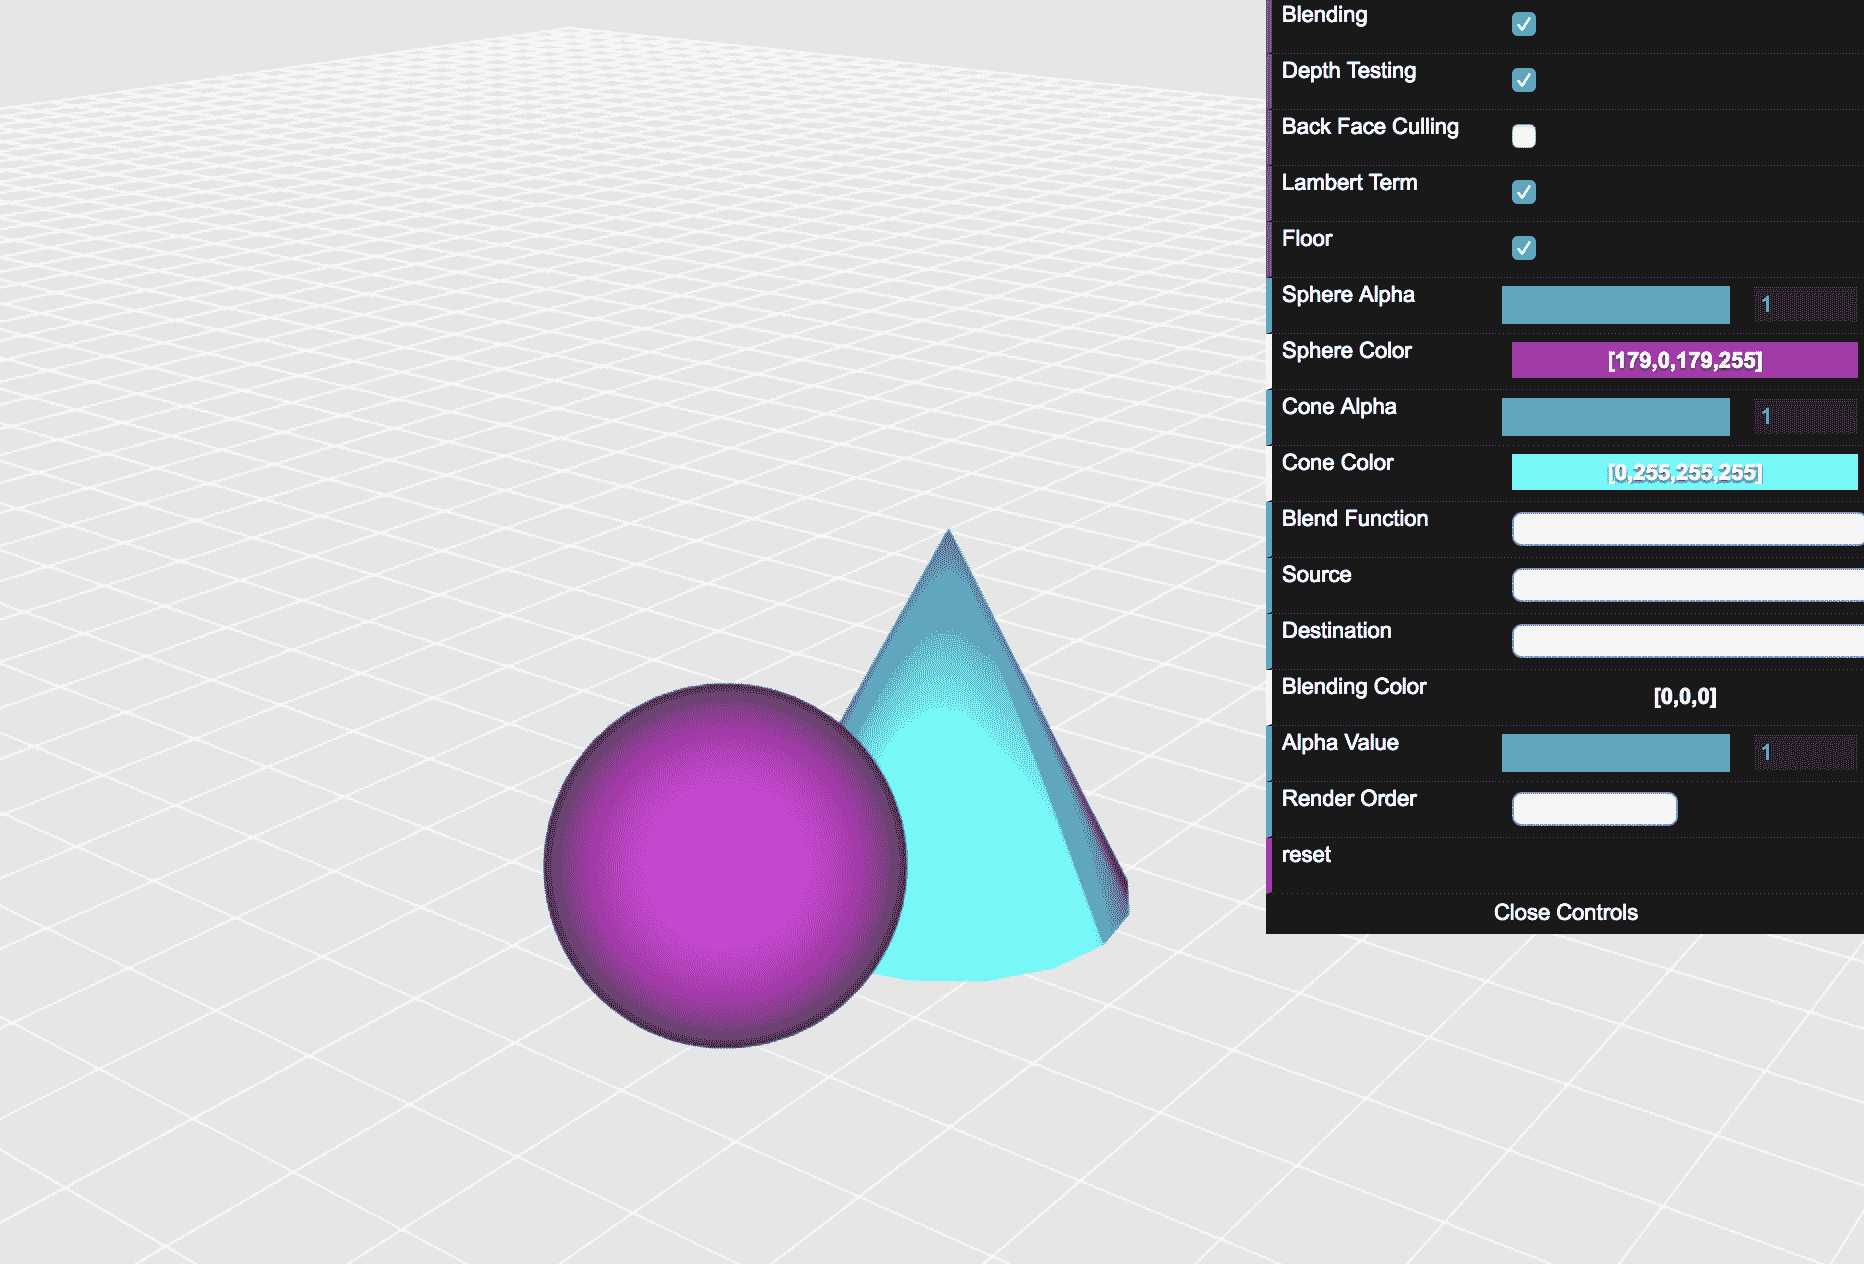 Blending
Depth Testing
Back Face Culling
Lambert Term
Floor
Sphere Alpha 1
Sphere Color [179,0,179,255]
Cone Alpha 1
Cone Color [0,255,255,255]
Blend Function
Source
Destination
Blending Color [0,0,0]
Alpha Value 1
Render Order
reset
Close Controls